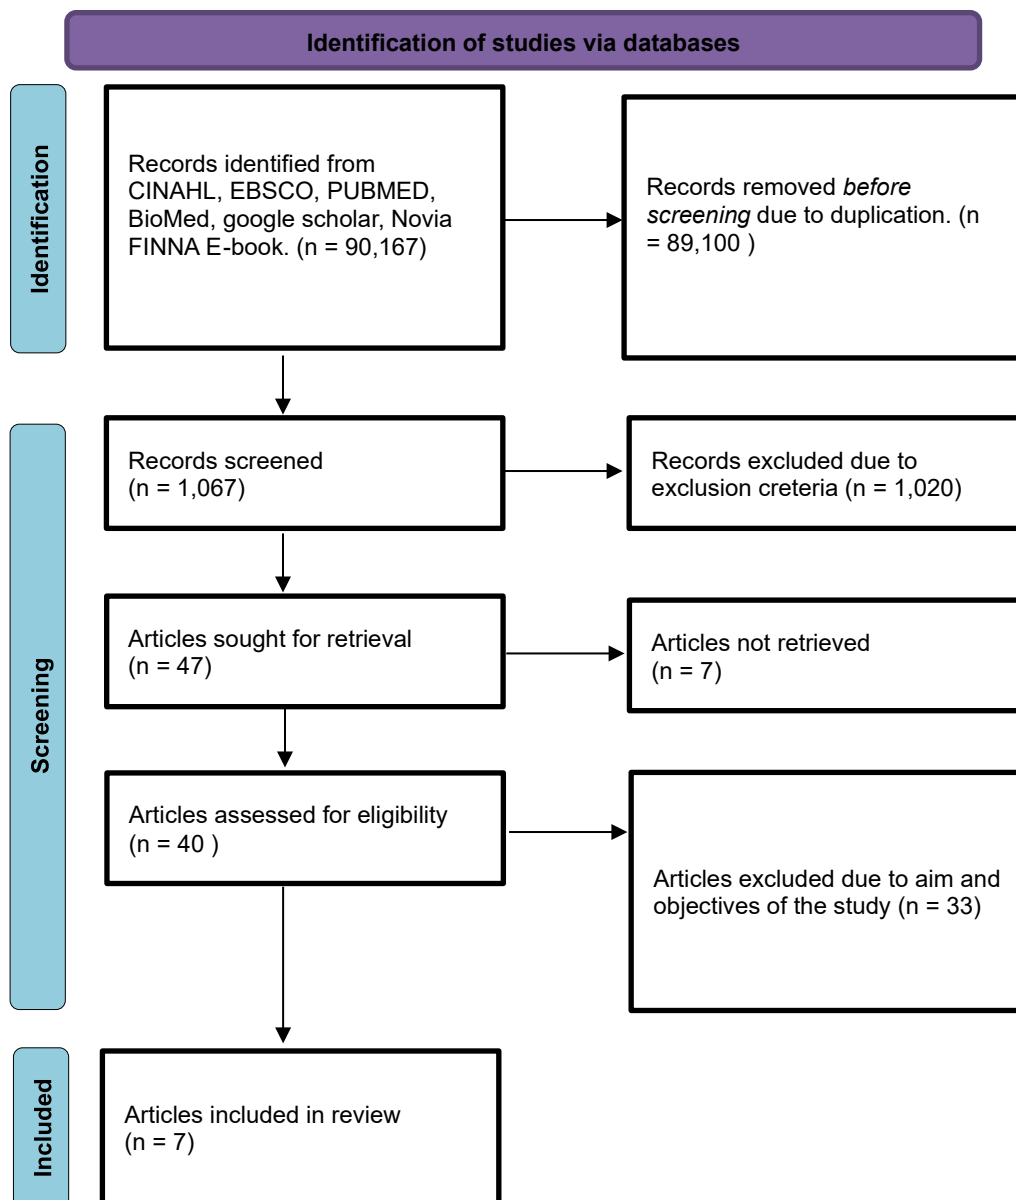 Identification of studies via databases
Identification
Records identified from
CINAHL, EBSCO, PUBMED,
BioMed, google scholar, Novia
FINNA E-book. (n = 90,167)
Records removed before
screening due to duplication. (n
= 89,100 )
Screening
Records screened
(n = 1,067)
Records excluded due to
exclusion creteria (n = 1,020)
Articles sought for retrieval
(n = 47)
Articles not retrieved
(n = 7)
Articles assessed for eligibility
(n = 40 )
Articles excluded due to aim and
objectives of the study (n = 33)
Included
Articles included in review
(n = 7)